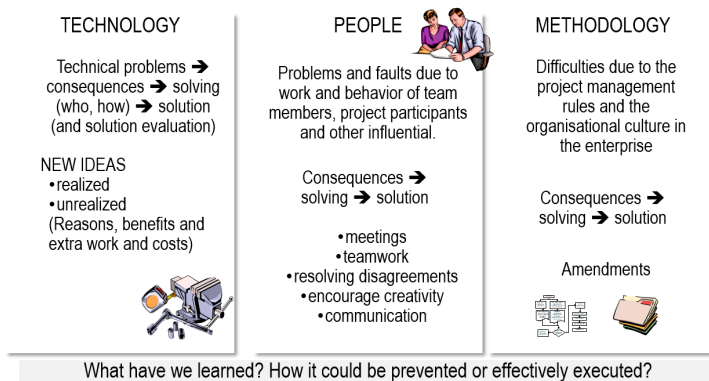 TECHNOLOGY
Technical problems ➔
consequences ➔ solving
(who, how) ➔ solution
(and solution evaluation)
NEW IDEAS
•realized
•unrealized
(Reasons, benefits and
extra work and costs)
PEOPLE
Problems and faults due to
work and behavior of team
members, project participants
and other influential.
Consequences ➔
solving ➔ solution
•meetings
•teamwork
•resolving disagreements
•encourage creativity
•communication
METHODOLOGY
Difficulties due to the
project management
rules and the
organisational culture in
the enterprise
Consequences ➔
solving ➔ solution
Amendments
What have we learned? How it could be prevented or effectively executed?